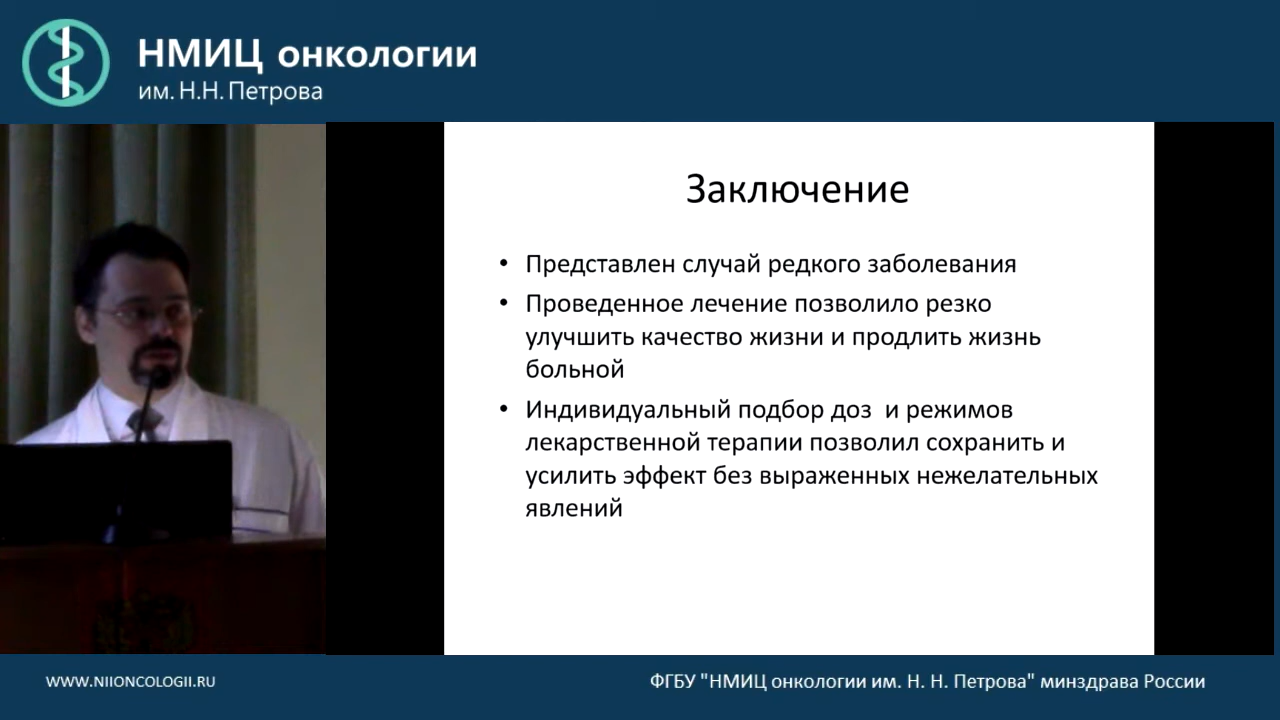 НМИЦ онкологии
им. Н.Н. Петрова
Заключение
• Представлен случай редкого заболевания
• Проведенное лечение позволило резко
улучшить качество жизни и продлить жизнь
больной
• Индивидуальный подбор доз  и режимов
лекарственной терапии позволил сохранить и
усилить эффект без выраженных нежелательных
явлений
WWW.NIIONCOLOGII.RU
ФГБУ "НМИЦ онкологии им. Н. Н. Петрова" минздрава России